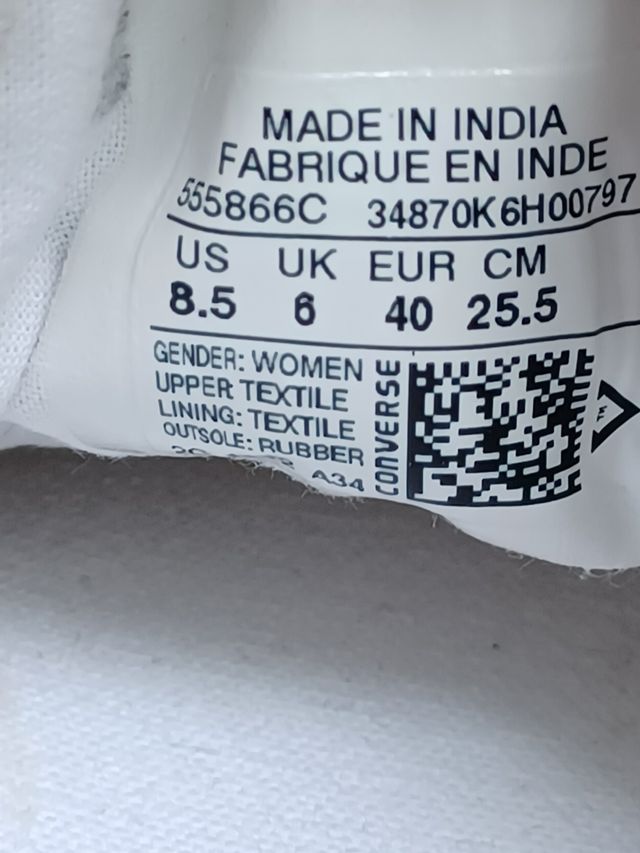 MADE IN INDIA
FABRIQUE EN INDE
555866C 34870K6H00797
US UK EUR CM
8.5 6 40 25.5
GENDER: WOMEN
UPPER TEXTILE
LINING: TEXTILE
OUTSOLE: RUBBER
A34
CONVERSE